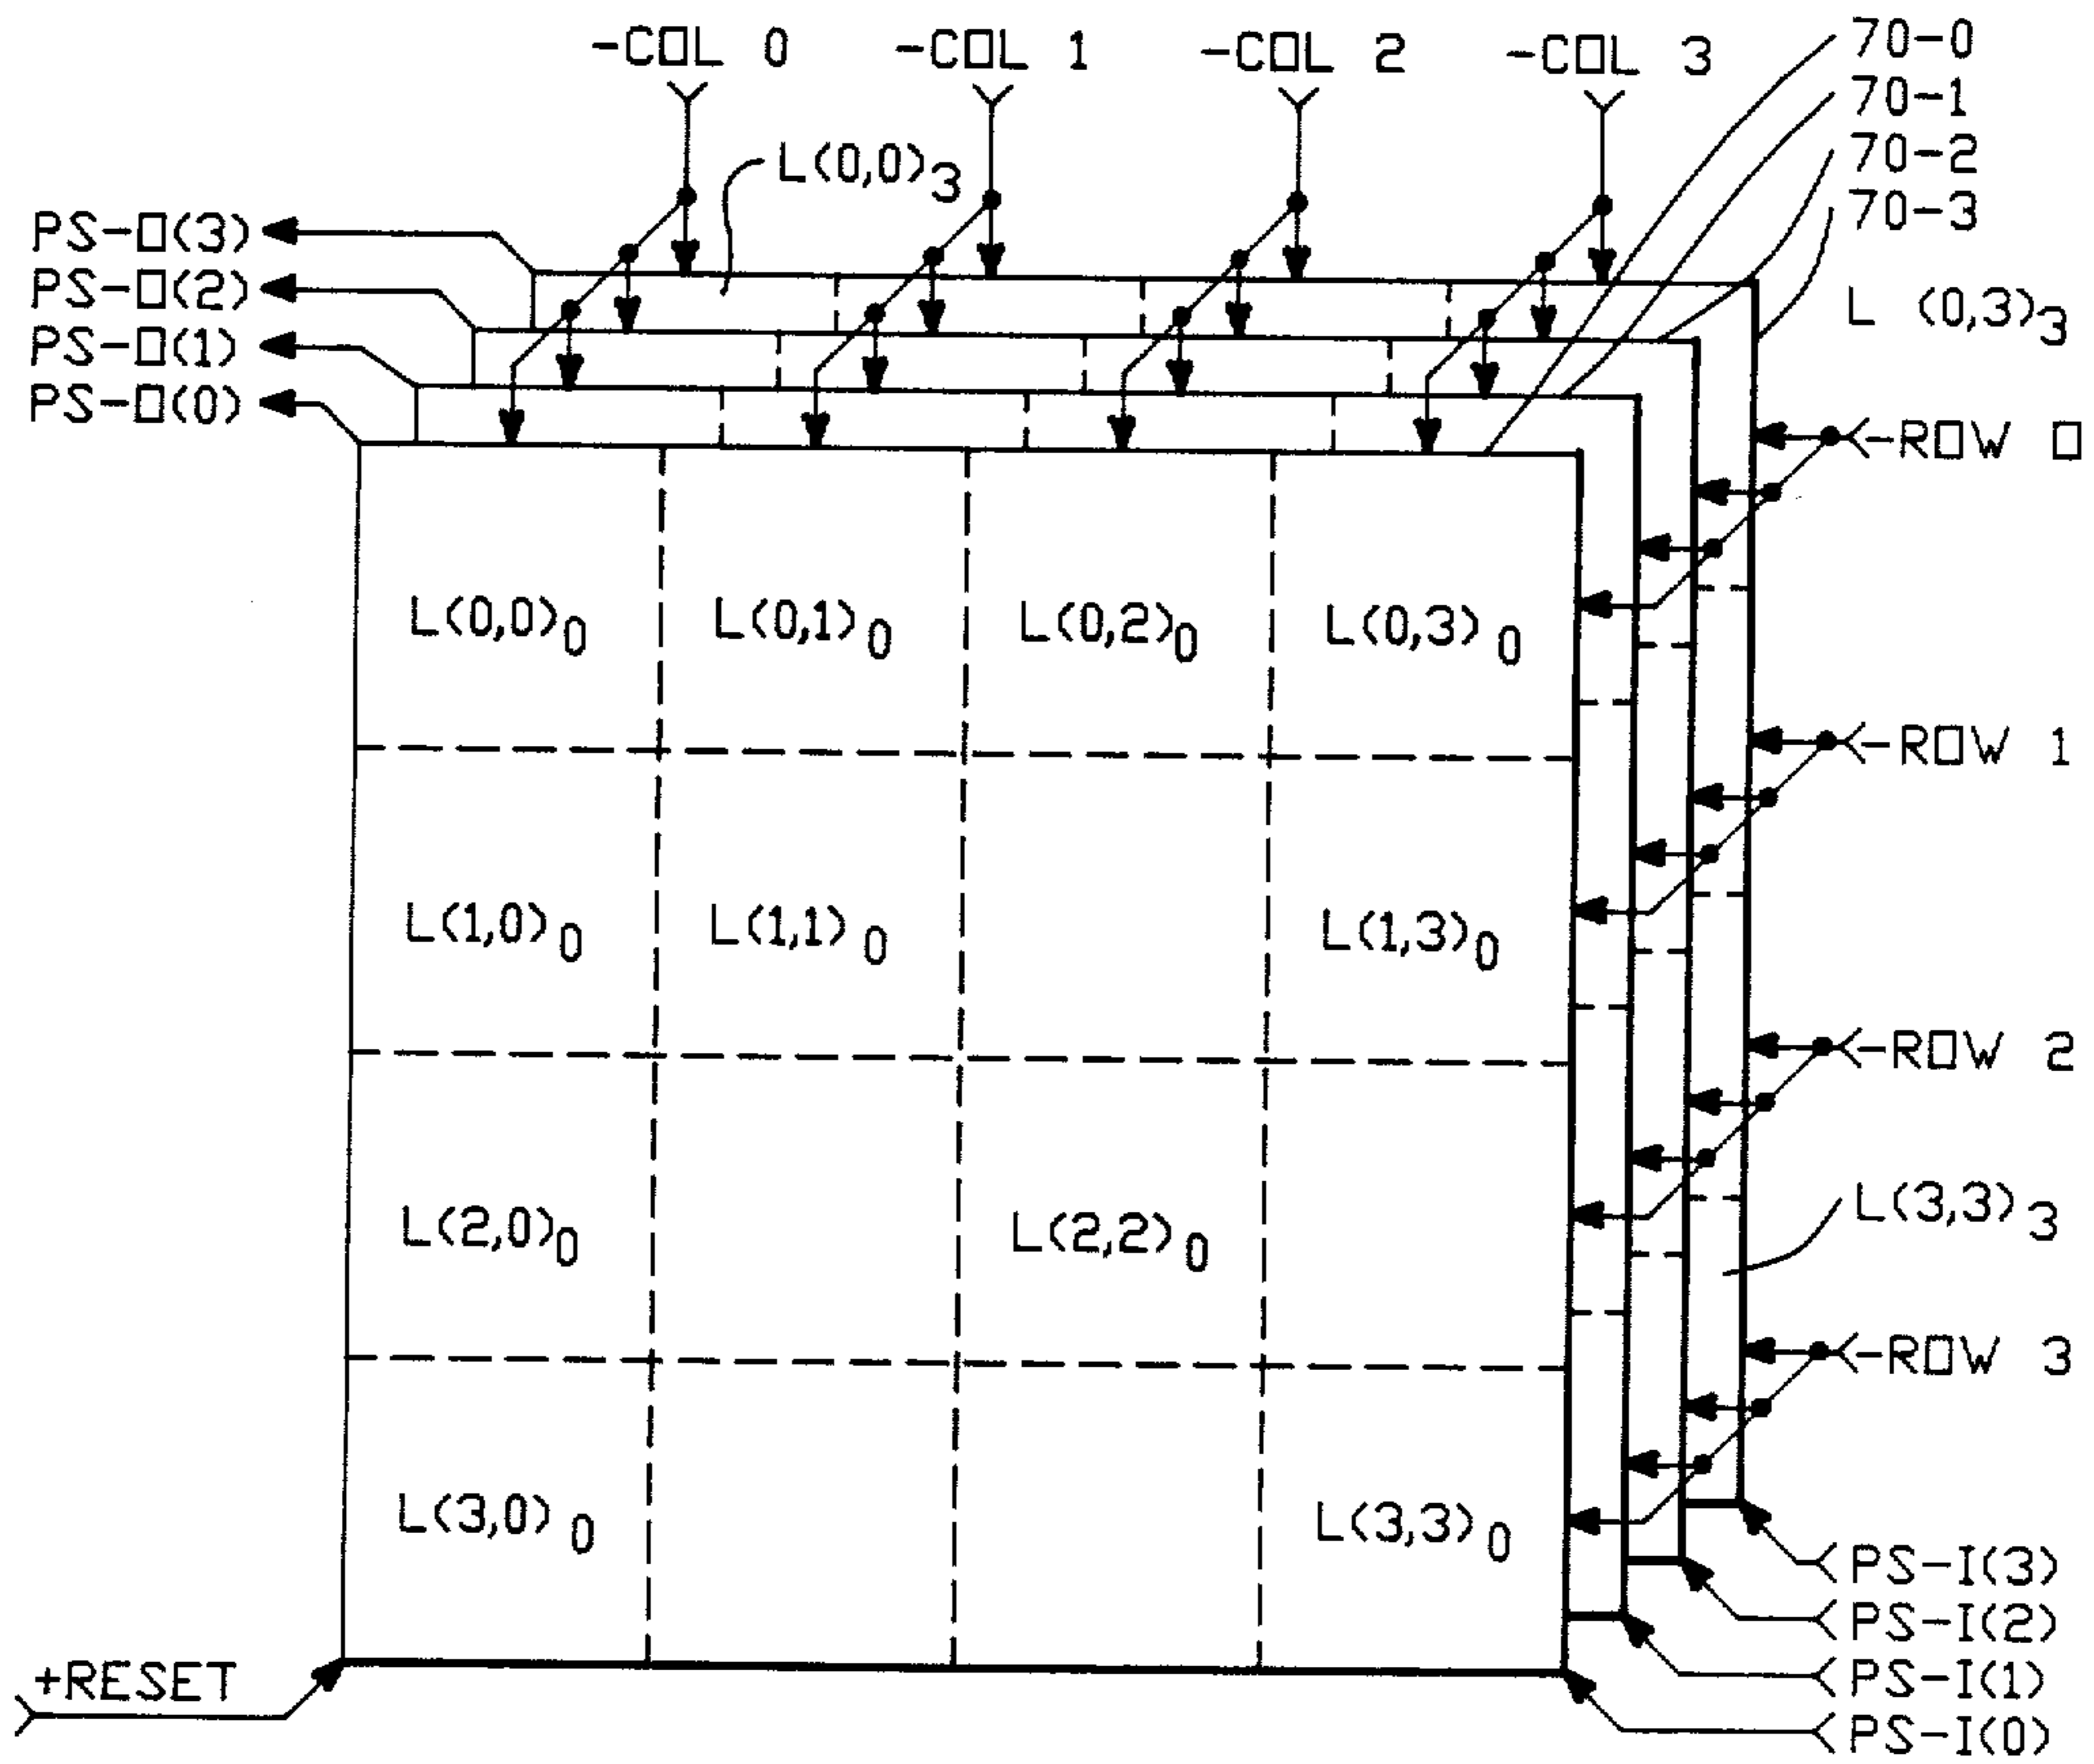 -COL 0
-COL 1
-COL 2
-COL 3
70-0
70-1
70-2
70-3
L(0,0)3
L (0,3)3
PS-O(3)
PS-O(2)
PS-O(1)
PS-O(0)
-ROW 0
-ROW 1
-ROW 2
-ROW 3
L(0,0)0
L(0,1)0
L(0,2)0
L(0,3)0
L(1,0)0
L(1,1)0
L(1,3)0
L(2,0)0
L(2,2)0
L(3,3)3
L(3,0)0
L(3,3)0
PS-I(3)
PS-I(2)
PS-I(1)
PS-I(0)
+RESET